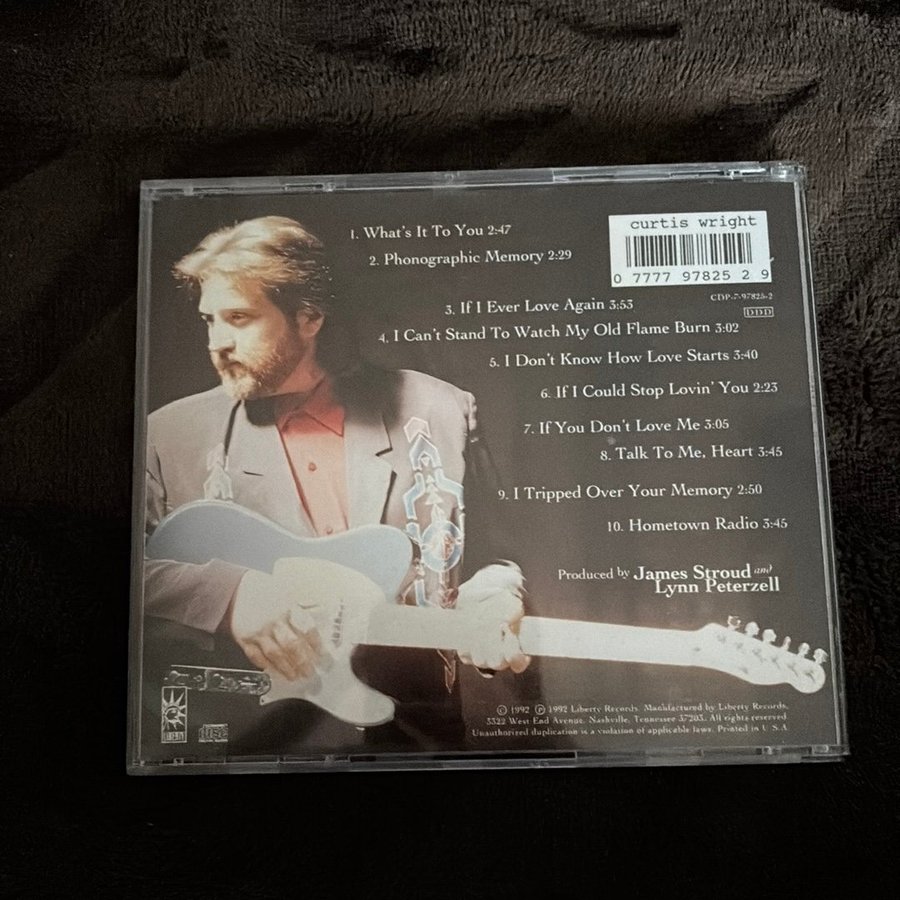 curtis wright
0 7777 97825 2 9
CDP-7-97825-2
DDD
1. What's It To You 2:47
2. Phonographic Memory 2:29
3. If I Ever Love Again 3:53
4. I Can't Stand To Watch My Old Flame Burn 3:02
5. I Don't Know How Love Starts 3:40
6. If I Could Stop Lovin' You 2:23
7. If You Don't Love Me 3:05
8. Talk To Me, Heart 3:45
9. I Tripped Over Your Memory 2:50
10. Hometown Radio 3:45
Produced by James Stroud and
Lynn Peterzell
© 1992 ℗ 1992 Liberty Records. Manufactured by Liberty Records,
3322 West End Avenue, Nashville, Tennessee 37203. All rights reserved
Unauthorized duplication is a violation of applicable laws. Printed in U.S.A.
disc